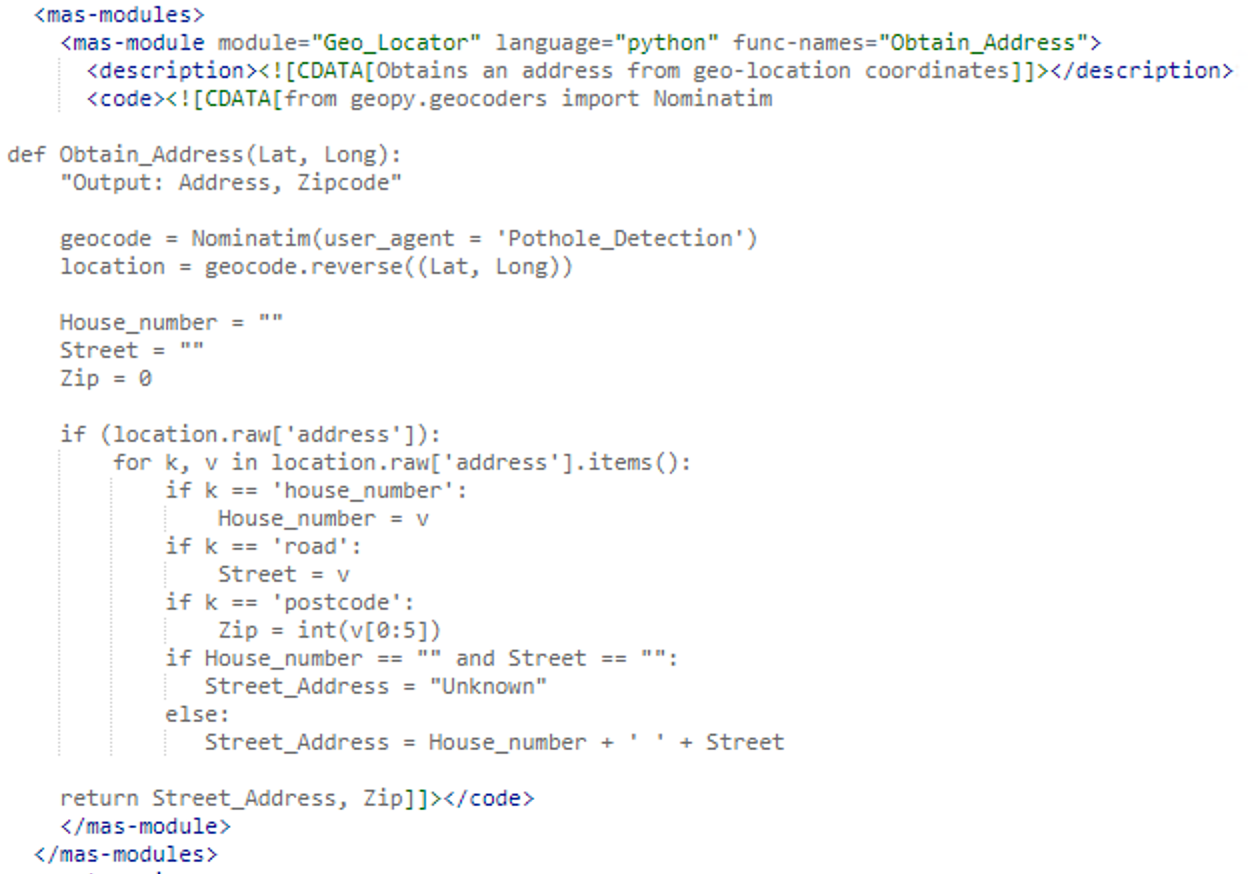 <mas-modules>
<mas-module module="Geo_Locator" language="python" func-names="Obtain_Address">
<description><![CDATA[Obtains an address from geo-location coordinates]]></description>
<code><![CDATA[from geopy.geocoders import Nominatim
def Obtain_Address(Lat, Long):
"Output: Address, Zipcode"
geocode = Nominatim(user_agent = 'Pothole_Detection')
location = geocode.reverse((Lat, Long))
House_number = ""
Street = ""
Zip = 0
if (location.raw['address']):
for k, v in location.raw['address'].items():
if k == 'house_number':
House_number = v
if k == 'road':
Street = v
if k == 'postcode':
Zip = int(v[0:5])
if House_number == "" and Street == "":
Street_Address = "Unknown"
else:
Street_Address = House_number + ' ' + Street
return Street_Address, Zip]]></code>
</mas-module>
</mas-modules>